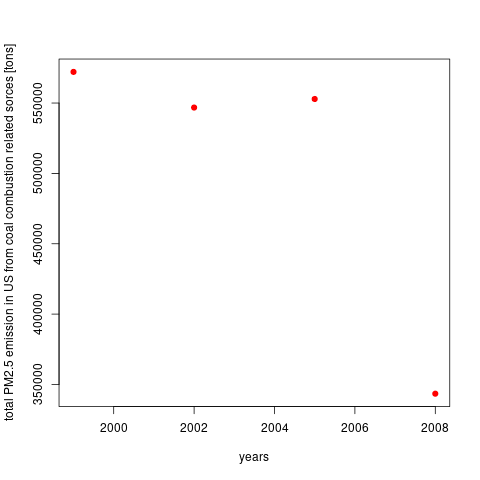 total PM2.5 emission in US from coal combustion related sorces [tons]
550000
500000
450000
400000
350000
2000 2002 2004 2006 2008
years